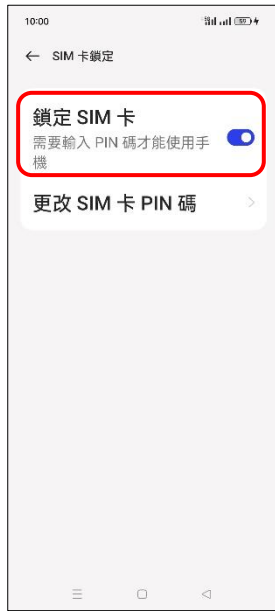 10:00
← SIM 卡鎖定
鎖定 SIM 卡
需要輸入 PIN 碼才能使用手
機
更改 SIM 卡 PIN 碼